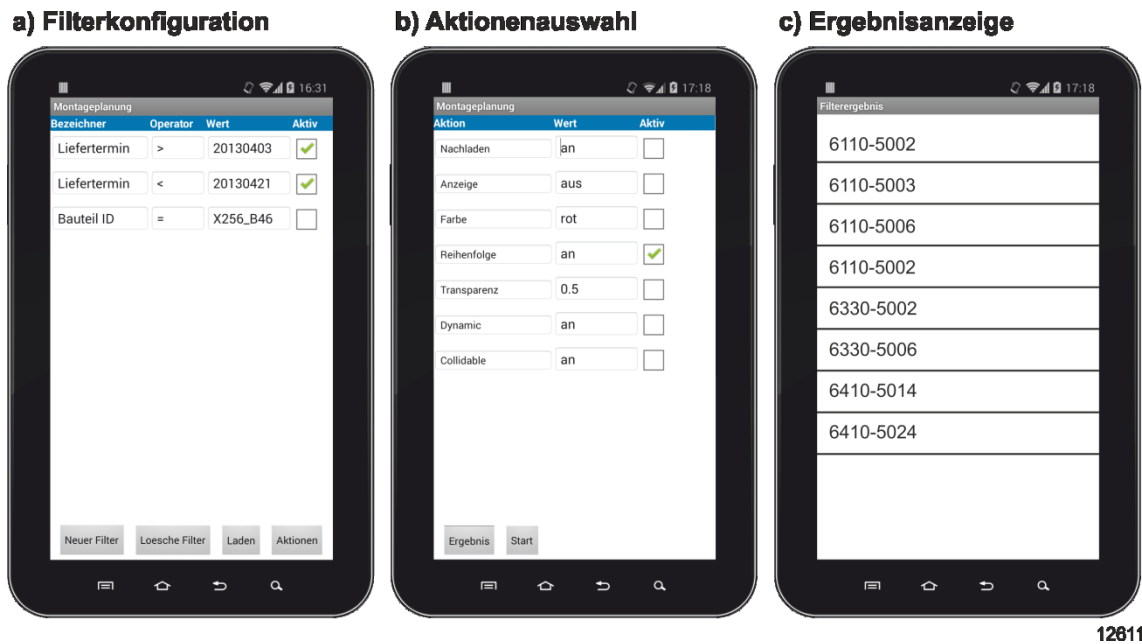 a) Filterkonfiguration
16:31
Montageplanung
Bezeichner Operator Wert Aktiv
Liefertermin > 20130403
Liefertermin < 20130421
Bauteil ID = X256_B46
Neuer Filter Loesche Filter Laden Aktionen
b) Aktionenauswahl
17:18
Montageplanung
Aktion Wert Aktiv
Nachladen an
Anzeige aus
Farbe rot
Reihenfolge an
Transparenz 0.5
Dynamic an
Collidable an
Ergebnis Start
c) Ergebnisanzeige
17:18
Filterergebnis
6110-5002
6110-5003
6110-5006
6110-5002
6330-5002
6330-5006
6410-5014
6410-5024
12611